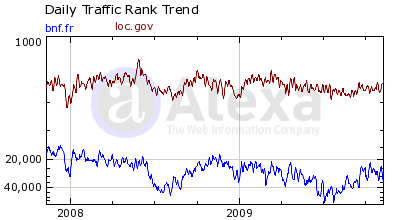 Daily Traffic Rank Trend
bnf.fr loc.gov
1000
a Alexa
The Web Information Company
20,000
40,000
2008 2009